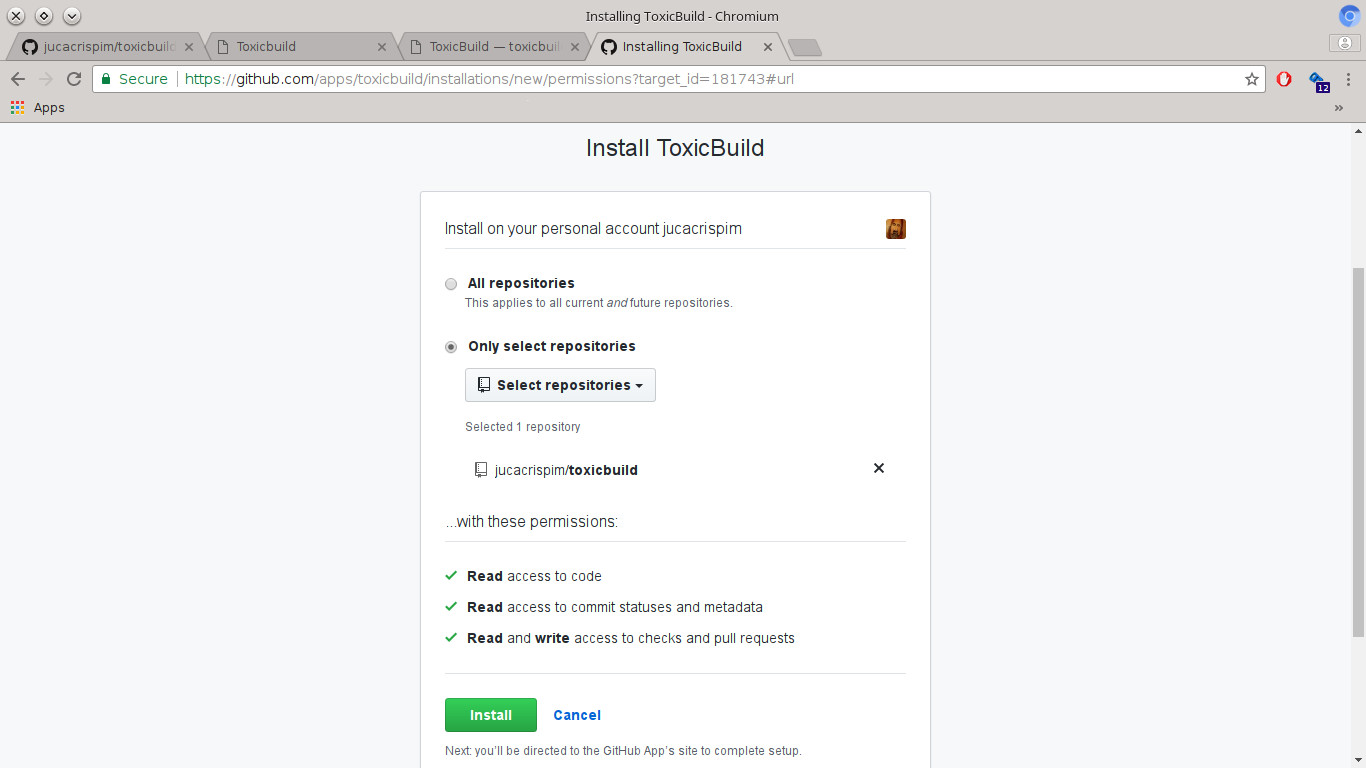 Installing ToxicBuild - Chromium
jucacrispim/toxicbuild
Toxicbuild
ToxicBuild — toxicbuil
Installing ToxicBuild
Secure
https://github.com/apps/toxicbuild/installations/new/permissions?target_id=181743#url
12
Apps
»
Install ToxicBuild
Install on your personal account jucacrispim
All repositories
This applies to all current and future repositories.
Only select repositories
Select repositories
Selected 1 repository
jucacrispim/toxicbuild
...with these permissions:
Read access to code
Read access to commit statuses and metadata
Read and write access to checks and pull requests
Install Cancel
Next: you'll be directed to the GitHub App's site to complete setup.